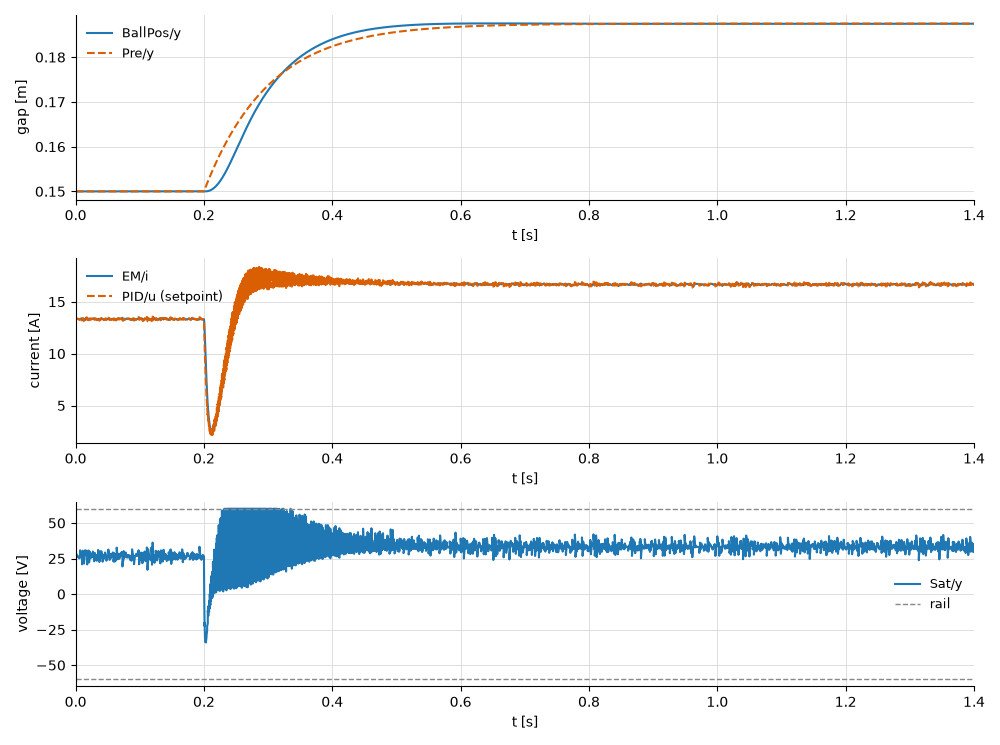 BallPos/y
Pre/y
gap [m]
0.18
0.17
0.16
0.15
0.0 0.2 0.4 0.6 0.8 1.0 1.2 1.4
t [s]
EM/i
PID/u (setpoint)
current [A]
15
10
5
0.0 0.2 0.4 0.6 0.8 1.0 1.2 1.4
t [s]
voltage [V]
50
25
0
−25
−50
Sat/y
rail
0.0 0.2 0.4 0.6 0.8 1.0 1.2 1.4
t [s]